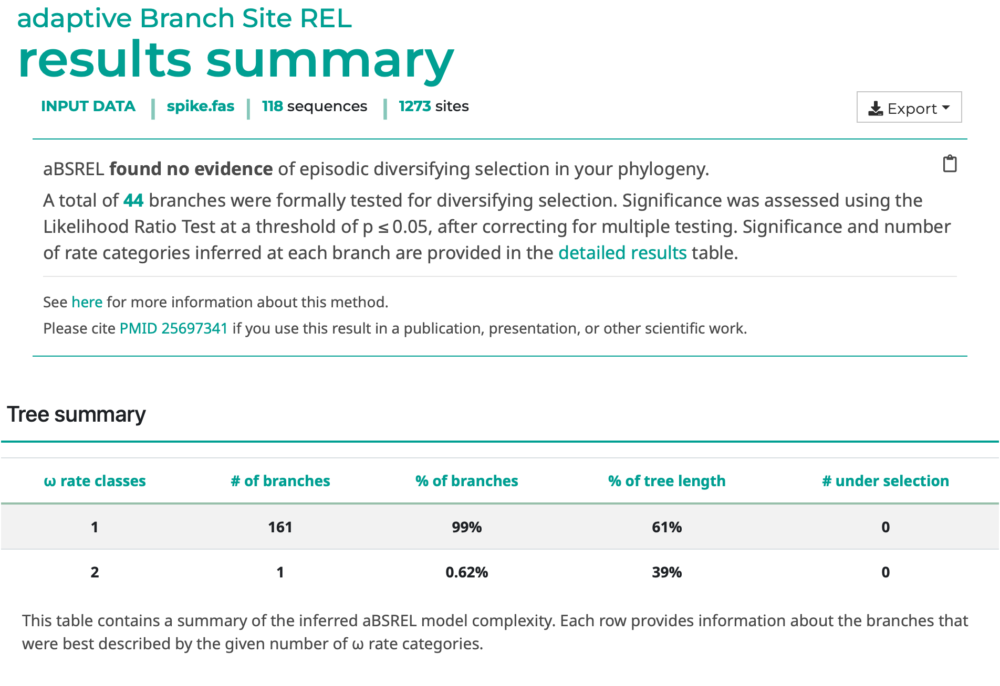 adaptive Branch Site REL
results summary
INPUT DATA | spike.fas | 118 sequences | 1273 sites
Export
aBSREL found no evidence of episodic diversifying selection in your phylogeny.
A total of 44 branches were formally tested for diversifying selection. Significance was assessed using the
Likelihood Ratio Test at a threshold of p ≤ 0.05, after correcting for multiple testing. Significance and number
of rate categories inferred at each branch are provided in the detailed results table.
See here for more information about this method.
Please cite PMID 25697341 if you use this result in a publication, presentation, or other scientific work.
Tree summary
ω rate classes # of branches % of branches % of tree length # under selection
1 161 99% 61% 0
2 1 0.62% 39% 0
This table contains a summary of the inferred aBSREL model complexity. Each row provides information about the branches that
were best described by the given number of ω rate categories.